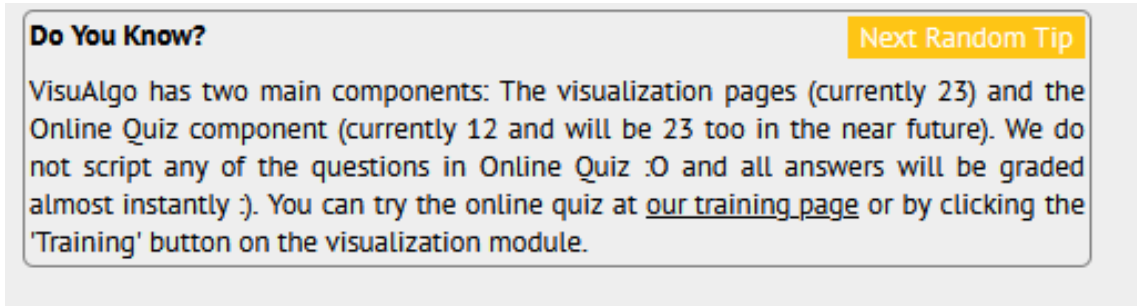 Do You Know?
Next Random Tip
VisuAlgo has two main components: The visualization pages (currently 23) and the
Online Quiz component (currently 12 and will be 23 too in the near future). We do
not script any of the questions in Online Quiz :O and all answers will be graded
almost instantly :). You can try the online quiz at our training page or by clicking the
'Training' button on the visualization module.